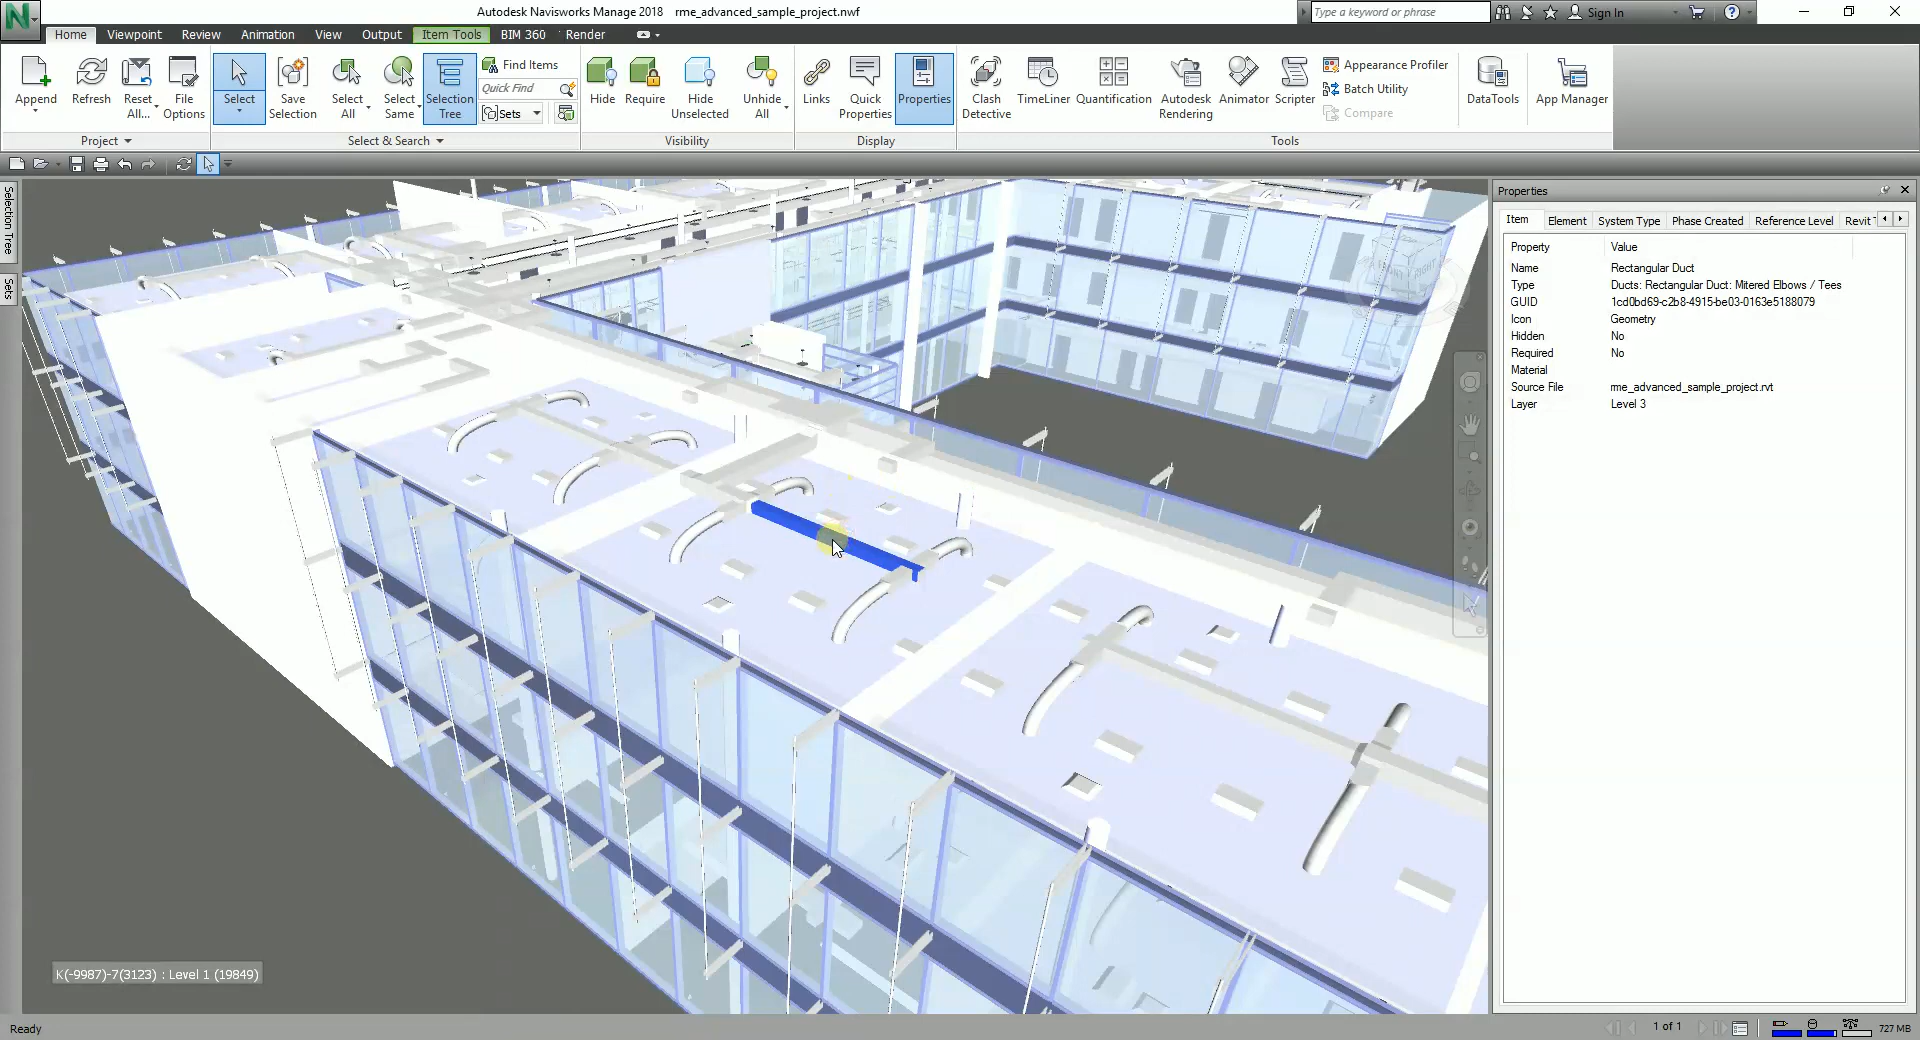 Autodesk Navisworks Manage 2018 rme_advanced_sample_project.nwf
Type a keyword or phrase
Sign In
Home Viewpoint Review Animation View Output Item Tools BIM 360 Render
Append
Refresh
Reset All...
File Options
Project
Select
Save Selection
Select All
Select Same
Selection Tree
Find Items
Quick Find
Sets
Select & Search
Hide
Require
Hide Unselected
Unhide All
Visibility
Links
Quick Properties
Properties
Display
Clash Detective
TimeLiner
Quantification
Autodesk Rendering
Animator
Scripter
Appearance Profiler
Batch Utility
Compare
DataTools
App Manager
Tools
Selection Tree
Sets
FRONT
RIGHT
K(-9987)-7(3123) : Level 1 (19849)
Properties
Item Element System Type Phase Created Reference Level Revit
Property Value
Name Rectangular Duct
Type Ducts: Rectangular Duct: Mitered Elbows / Tees
GUID 1cd0bd69-c2b8-4915-be03-0163e5188079
Icon Geometry
Hidden No
Required No
Material
Source File rme_advanced_sample_project.rvt
Layer Level 3
Ready
1 of 1
727 MB